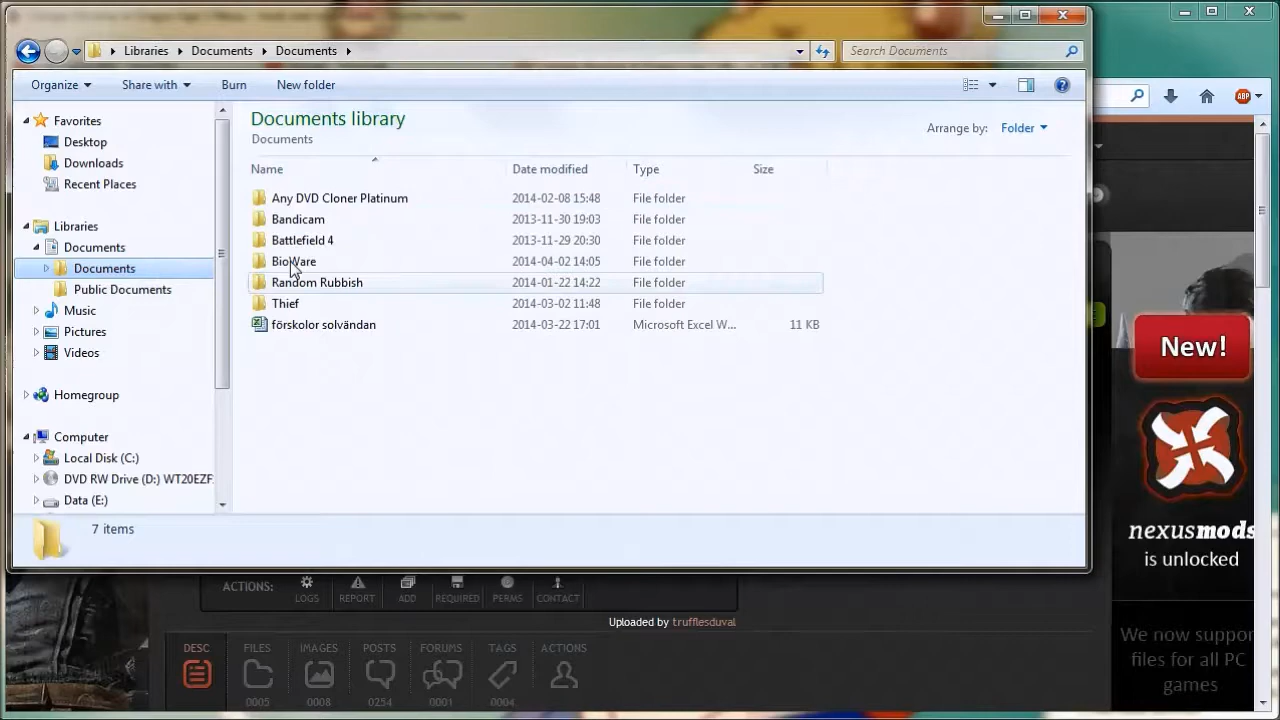 Libraries Documents Documents
Search Documents
Organize Share with Burn New folder
Favorites
Desktop
Downloads
Recent Places
Libraries
Documents
Documents
Public Documents
Music
Pictures
Videos
Homegroup
Computer
Local Disk (C:)
DVD RW Drive (D:) WT20EZF
Data (E:)
Documents library
Documents
Arrange by: Folder
Name Date modified Type Size
Any DVD Cloner Platinum 2014-02-08 15:48 File folder
Bandicam 2013-11-30 19:03 File folder
Battlefield 4 2013-11-29 20:30 File folder
BioWare 2014-04-02 14:05 File folder
Random Rubbish 2014-01-22 14:22 File folder
Thief 2014-03-02 11:48 File folder
förskolor solvändan 2014-03-22 17:01 Microsoft Excel W... 11 KB
7 items
ABP
New!
nexusmods
is unlocked
We now suppor
files for all PC
games
ACTIONS: LOGS REPORT ADD REQUIRED PERMS CONTACT
Uploaded by trufflesduval
DESC FILES IMAGES POSTS FORUMS TAGS ACTIONS
0005 0008 0254 0001 0004